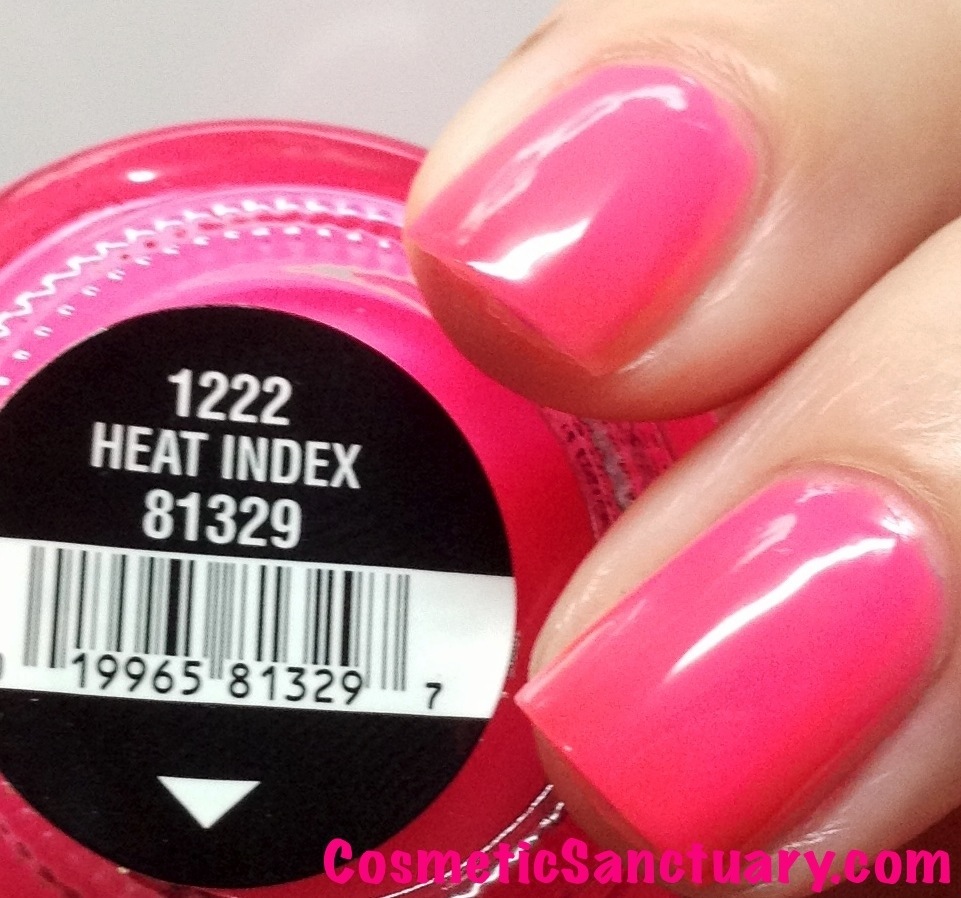 1222
HEAT INDEX
81329
19965 81329 7
CosmeticSanctuary.com